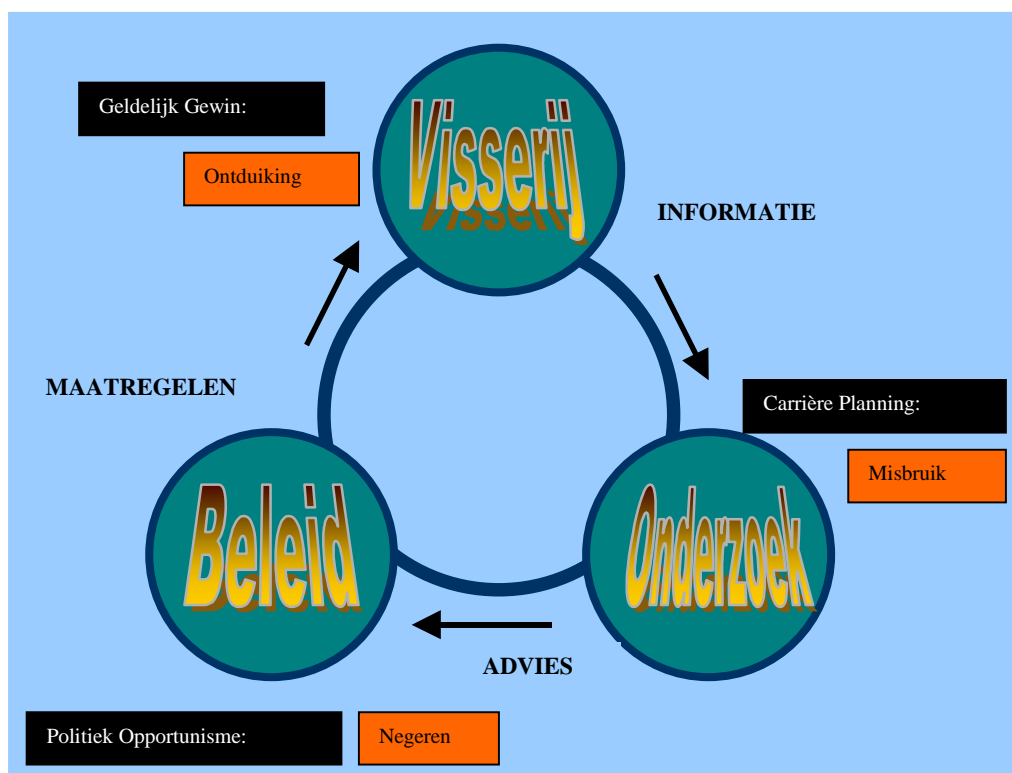 Geldelijk Gewin:
Visserij
Ontduiking
INFORMATIE
MAATREGELEN
Carrière Planning:
Misbruik
Beleid
Onderzoek
ADVIES
Politiek Opportunisme:
Negeren